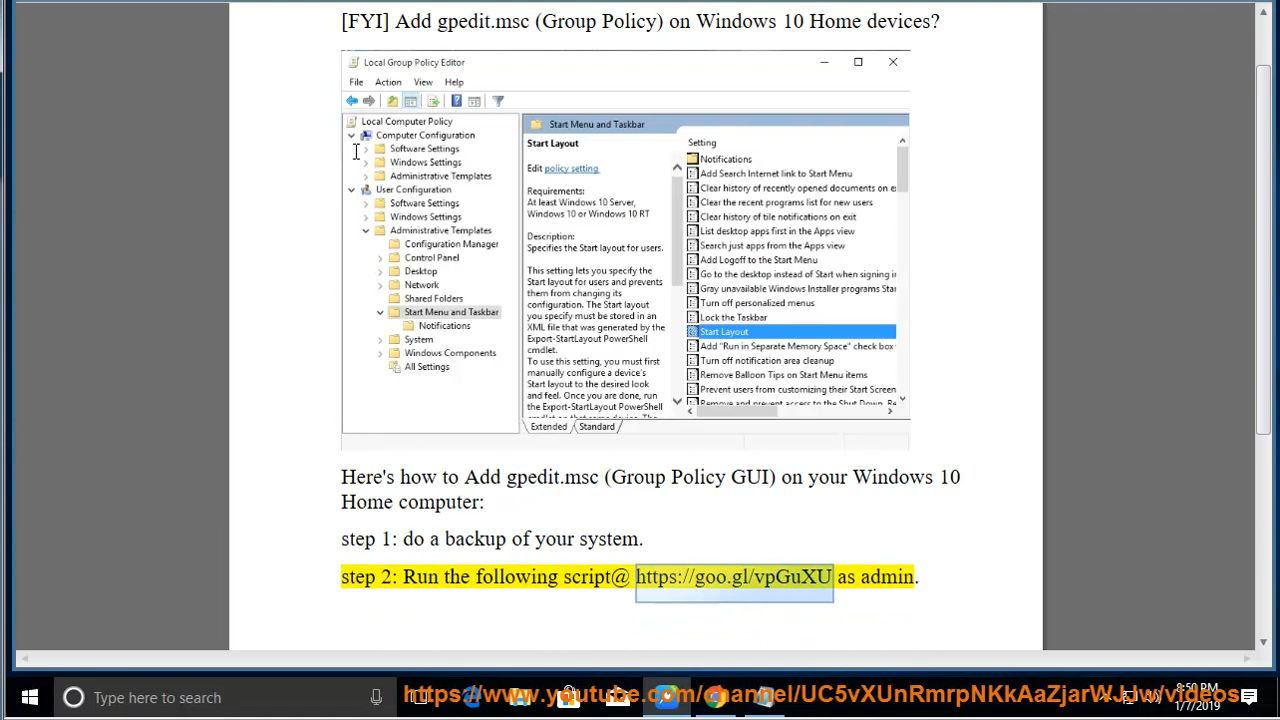 [FYI] Add gpedit.msc (Group Policy) on Windows 10 Home devices?
Local Group Policy Editor
File Action View Help
Local Computer Policy
Computer Configuration
Software Settings
Windows Settings
Administrative Templates
User Configuration
Software Settings
Windows Settings
Administrative Templates
Configuration Manager
Control Panel
Desktop
Network
Shared Folders
Start Menu and Taskbar
Notifications
System
Windows Components
All Settings
Start Menu and Taskbar
Start Layout
Edit policy setting
Requirements:
At least Windows 10 Server,
Windows 10 or Windows 10 RT
Description:
Specifies the Start layout for users.
This setting lets you specify the
Start layout for users and prevents
them from changing its
configuration. The Start layout
you specify must be stored in an
XML file that was generated by the
Export-StartLayout PowerShell
cmdlet.
To use this setting, you must first
manually configure a device's
Start layout to the desired look
and feel. Once you are done, run
the Export-StartLayout PowerShell
Setting
Notifications
Add Search Internet link to Start Menu
Clear history of recently opened documents on e
Clear the recent programs list for new users
Clear history of tile notifications on exit
List desktop apps first in the Apps view
Search just apps from the Apps view
Add Logoff to the Start Menu
Go to the desktop instead of Start when signing i
Gray unavailable Windows Installer programs Star
Turn off personalized menus
Lock the Taskbar
Start Layout
Add "Run in Separate Memory Space" check box
Turn off notification area cleanup
Remove Balloon Tips on Start Menu items
Prevent users from customizing their Start Screen
Remove and prevent access to the Shut Down, Re
Extended Standard
Here's how to Add gpedit.msc (Group Policy GUI) on your Windows 10
Home computer:
step 1: do a backup of your system.
step 2: Run the following script@ https://goo.gl/vpGuXU as admin.
Type here to search
https://www.youtube.com/channel/UC5vXUnRmrpNKkAaZjarWJJw/videos
8:50 PM
1/7/2019